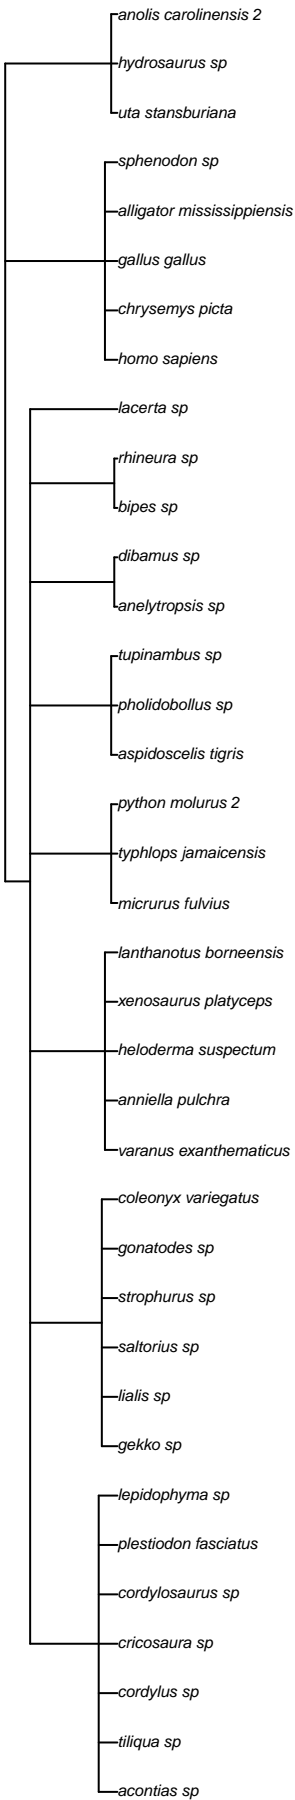 anolis carolinensis 2
hydrosaurus sp
uta stansburiana
sphenodon sp
alligator mississippiensis
gallus gallus
chrysemys picta
homo sapiens
lacerta sp
rhineura sp
bipes sp
dibamus sp
anelytropsis sp
tupinambus sp
pholidobollus sp
aspidoscelis tigris
python molurus 2
typhlops jamaicensis
micrurus fulvius
lanthanotus borneensis
xenosaurus platyceps
heloderma suspectum
anniella pulchra
varanus exanthematicus
coleonyx variegatus
gonatodes sp
strophurus sp
saltorius sp
lialis sp
gekko sp
lepidophyma sp
plestiodon fasciatus
cordylosaurus sp
cricosaura sp
cordylus sp
tiliqua sp
acontias sp